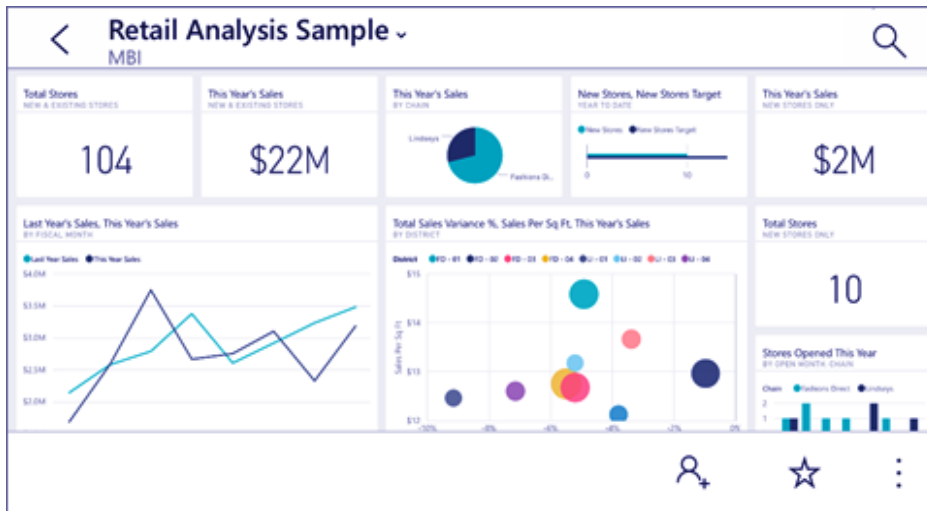 Retail Analysis Sample
MBI
Total Stores
NEW & EXISTING STORES
104
This Year's Sales
NEW & EXISTING STORES
$22M
This Year's Sales
BY CHAIN
Lindseys
Fashions Di...
New Stores, New Stores Target
YEAR TO DATE
New Stores New Stores Target
0 10
This Year's Sales
NEW STORES ONLY
$2M
Last Year's Sales, This Year's Sales
BY FISCAL MONTH
Last Year Sales This Year Sales
$4.0M
$3.5M
$3.0M
$2.5M
$2.0M
Total Sales Variance %, Sales Per Sq Ft, This Year's Sales
BY DISTRICT
District FD - 01 FD - 02 FD - 03 FD - 04 LI - 01 LI - 02 LI - 03 LI - 04
Sales Per Sq Ft
$15
$14
$13
$12
-10% -8% -6% -4% -2% 0%
Total Stores
NEW STORES ONLY
10
Stores Opened This Year
BY OPEN MONTH, CHAIN
Chain Fashions Direct Lindseys
2
1